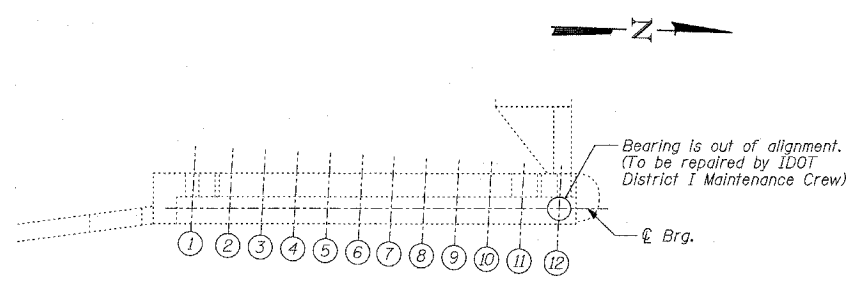 N
Bearing is out of alignment.
(To be repaired by IDOT
District I Maintenance Crew)
℄ Brg.
1 2 3 4 5 6 7 8 9 10 11 12